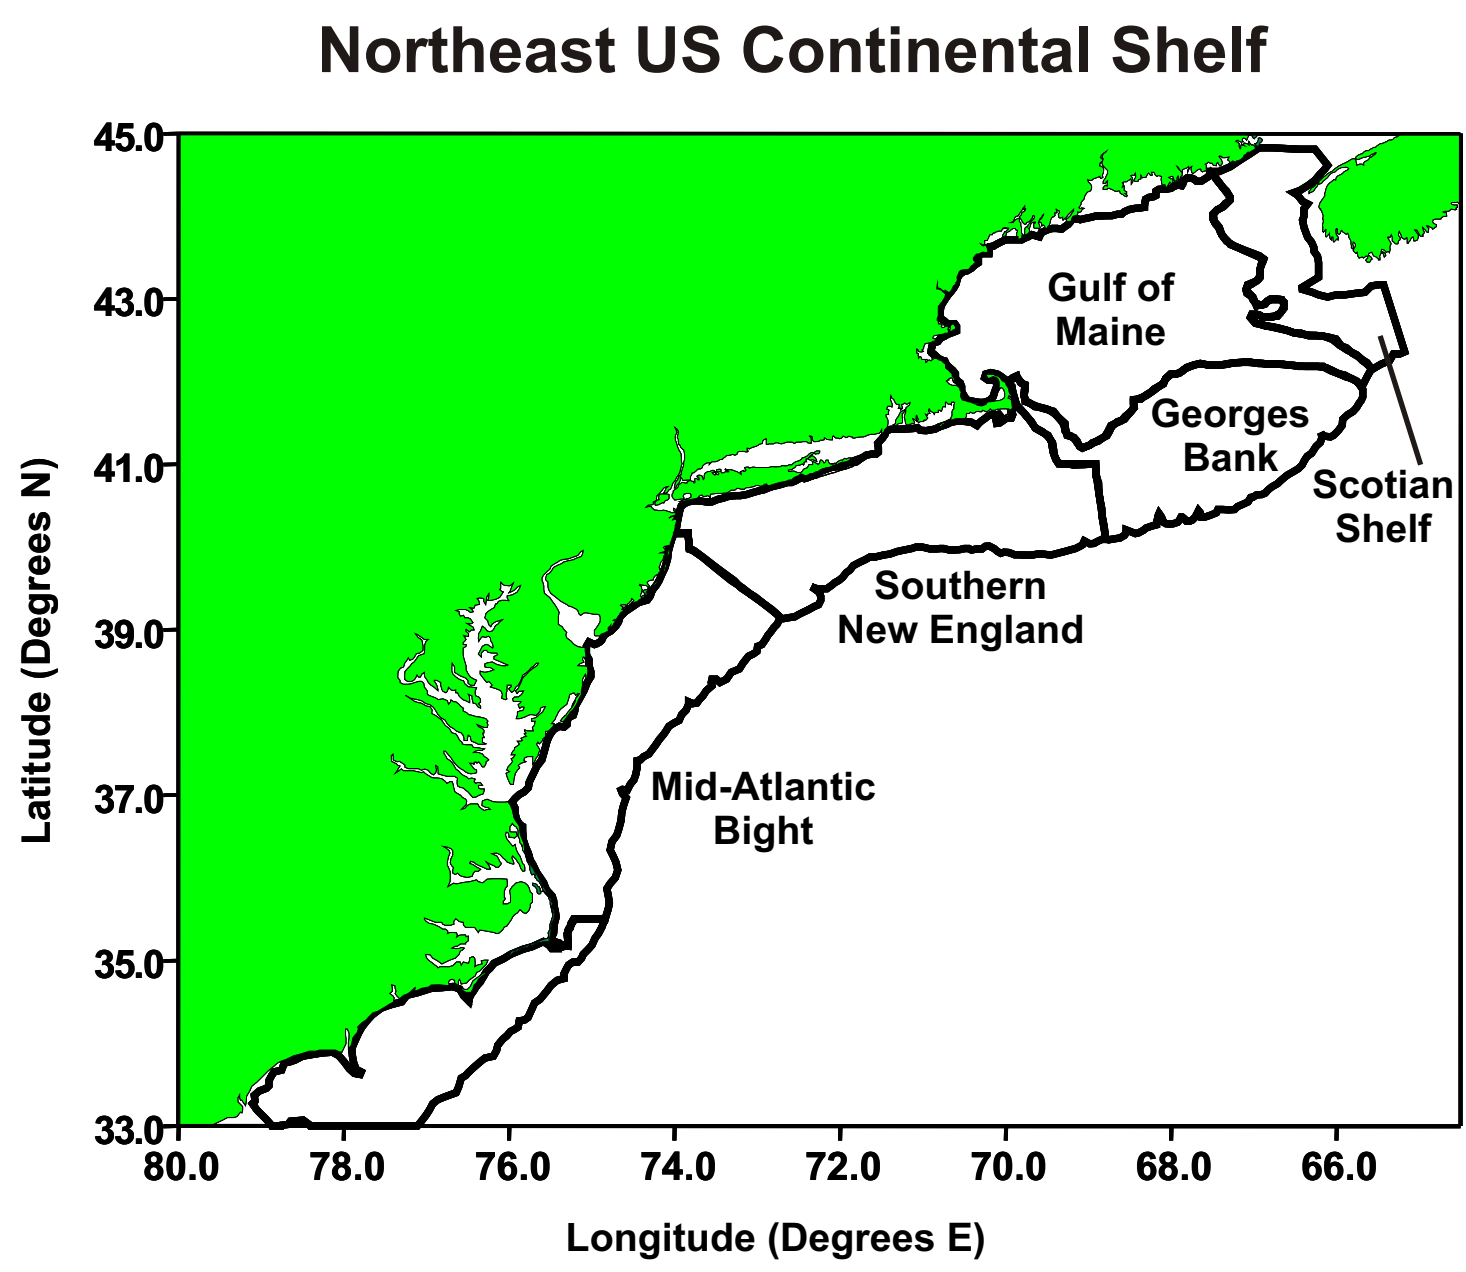 Northeast US Continental Shelf
45.0
43.0
41.0
39.0
37.0
35.0
33.0
Latitude (Degrees N)
Gulf of
Maine
Georges
Bank
Scotian
Shelf
Southern
New England
Mid-Atlantic
Bight
80.0 78.0 76.0 74.0 72.0 70.0 68.0 66.0
Longitude (Degrees E)